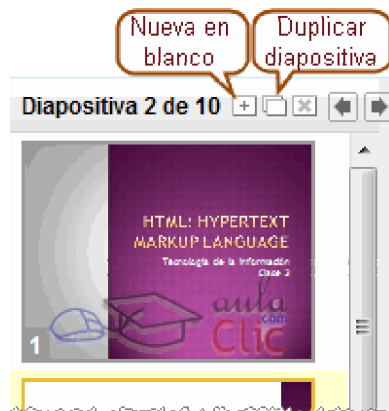 Nueva en
blanco
Duplicar
diapositiva
Diapositiva 2 de 10
HTML: HYPERTEXT
MARKUP LANGUAGE
Tecnología de la Información
Clase 2
aula
.com
Clic
1